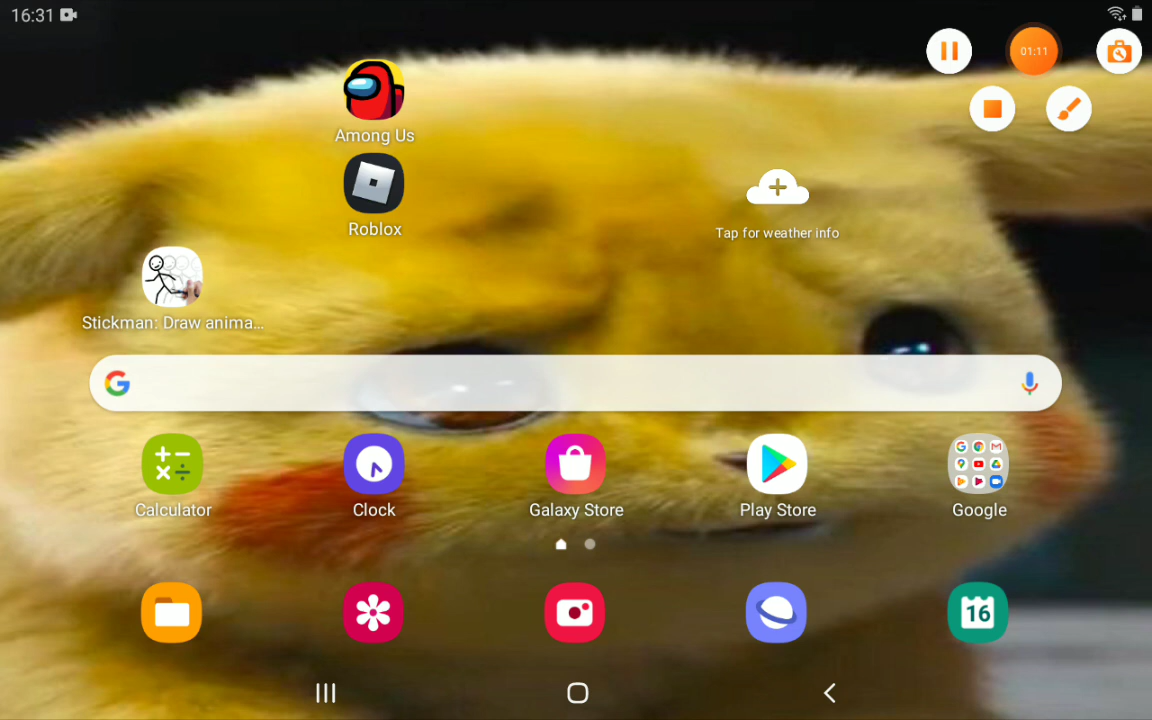 16:31
01:11
Among Us
Roblox
Tap for weather info
Stickman: Draw anima...
Calculator
Clock
Galaxy Store
Play Store
Google
16